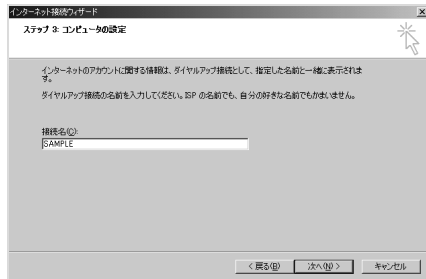 インターネット接続ウィザード
ステップ 3: コンピュータの設定
インターネットのアカウントに関する情報は、ダイヤルアップ接続として、指定した名前と一緒に表示されま
す。
ダイヤルアップ接続の名前を入力してください。ISP の名前でも、自分の好きな名前でもかまいません。
接続名(C):
SAMPLE
< 戻る(B)
次へ(N) >
キャンセル